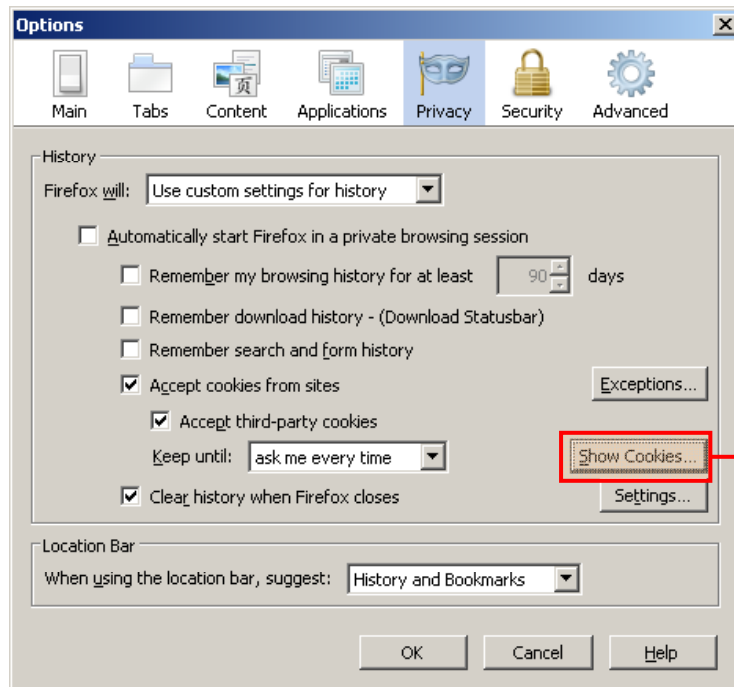 Options
Main Tabs Content Applications Privacy Security Advanced
页
History
Firefox will: Use custom settings for history
Automatically start Firefox in a private browsing session
Remember my browsing history for at least 90 days
Remember download history - (Download Statusbar)
Remember search and form history
Accept cookies from sites Exceptions...
Accept third-party cookies
Keep until: ask me every time Show Cookies...
Clear history when Firefox closes Settings...
Location Bar
When using the location bar, suggest: History and Bookmarks
OK Cancel Help